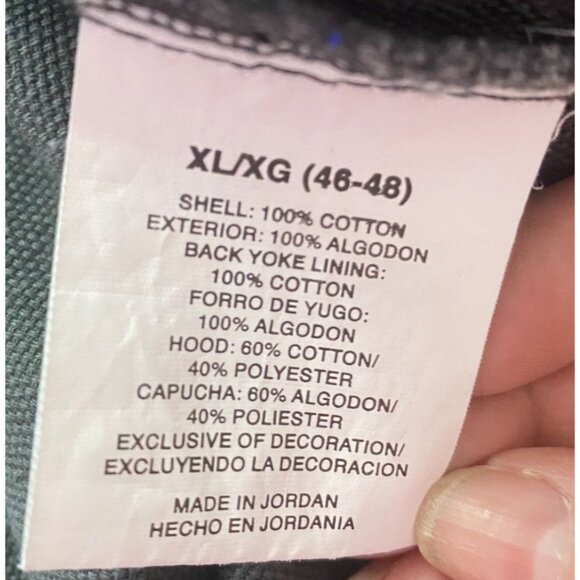 XL/XG (46-48)
SHELL: 100% COTTON
EXTERIOR: 100% ALGODON
BACK YOKE LINING:
100% COTTON
FORRO DE YUGO:
100% ALGODON
HOOD: 60% COTTON/
40% POLYESTER
CAPUCHA: 60% ALGODON/
40% POLIESTER
EXCLUSIVE OF DECORATION/
EXCLUYENDO LA DECORACION
MADE IN JORDAN
HECHO EN JORDANIA